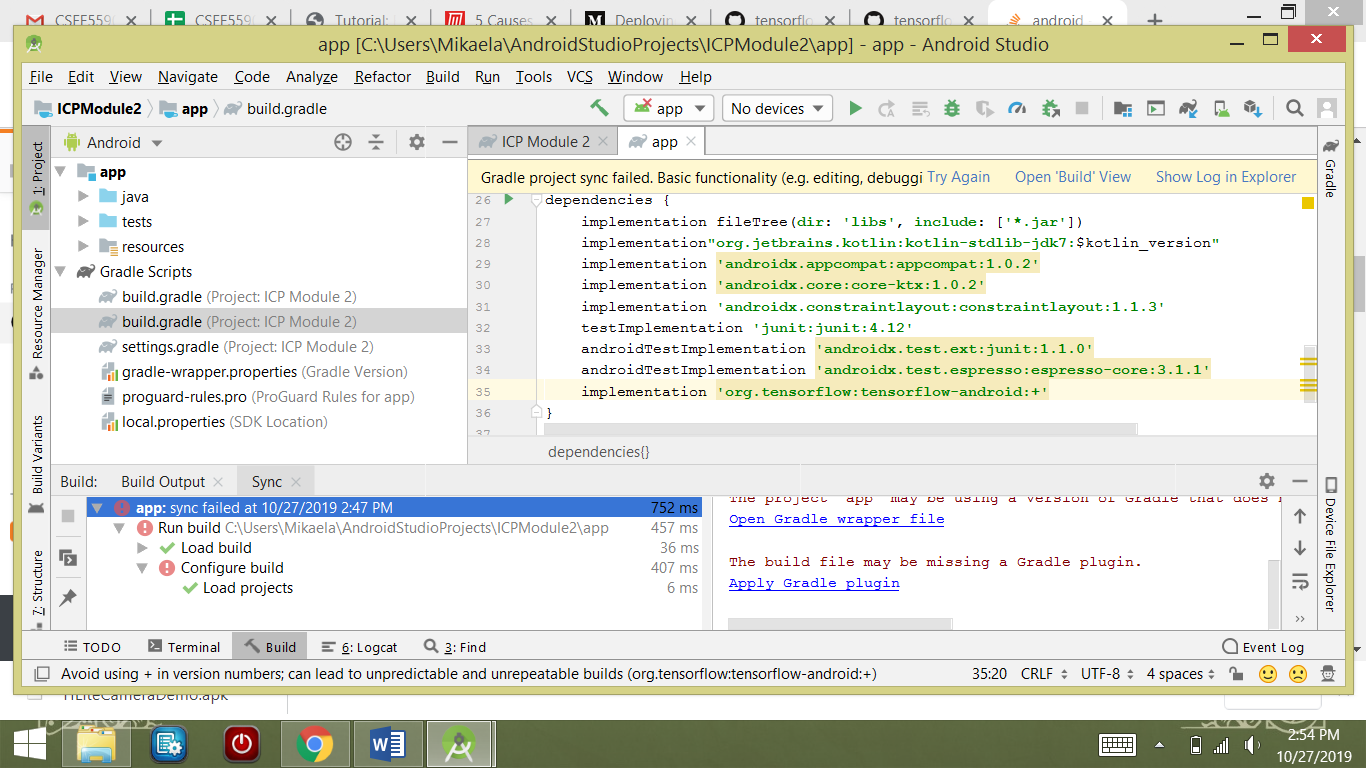 CSEE559
CSEE559
Tutorial:
5 Causes
Deployin
tensorflo
tensorflo
android
app [C:\Users\Mikaela\AndroidStudioProjects\ICPModule2\app] - app - Android Studio
File Edit View Navigate Code Analyze Refactor Build Run Tools VCS Window Help
ICPModule2 app build.gradle
app No devices
1: Project
Resource Manager
Build Variants
7: Structure
Android
app
java
tests
resources
Gradle Scripts
build.gradle (Project: ICP Module 2)
build.gradle (Project: ICP Module 2)
settings.gradle (Project: ICP Module 2)
gradle-wrapper.properties (Gradle Version)
proguard-rules.pro (ProGuard Rules for app)
local.properties (SDK Location)
ICP Module 2 app
Gradle project sync failed. Basic functionality (e.g. editing, debuggi Try Again Open 'Build' View Show Log in Explorer
26 dependencies {
27 implementation fileTree(dir: 'libs', include: ['*.jar'])
28 implementation"org.jetbrains.kotlin:kotlin-stdlib-jdk7:$kotlin_version"
29 implementation 'androidx.appcompat:appcompat:1.0.2'
30 implementation 'androidx.core:core-ktx:1.0.2'
31 implementation 'androidx.constraintlayout:constraintlayout:1.1.3'
32 testImplementation 'junit:junit:4.12'
33 androidTestImplementation 'androidx.test.ext:junit:1.1.0'
34 androidTestImplementation 'androidx.test.espresso:espresso-core:3.1.1'
35 implementation 'org.tensorflow:tensorflow-android:+'
36 }
37
dependencies{}
Gradle
Device File Explorer
Build: Build Output Sync
app: sync failed at 10/27/2019 2:47 PM 752 ms
Run build C:\Users\Mikaela\AndroidStudioProjects\ICPModule2\app 457 ms
Load build 36 ms
Configure build 407 ms
Load projects 6 ms
The project 'app' may be using a version of Gradle that does
Open Gradle wrapper file
The build file may be missing a Gradle plugin.
Apply Gradle plugin
TODO Terminal Build 6: Logcat 3: Find Event Log
Avoid using + in version numbers; can lead to unpredictable and unrepeatable builds (org.tensorflow:tensorflow-android:+) 35:20 CRLF UTF-8 4 spaces
TfLiteCameraDemo.apk
2:54 PM
10/27/2019